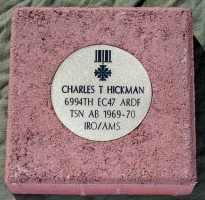 CHARLES T HICKMAN
6994TH EC47 ARDF
TSN AB 1969-70
IRO/AMS